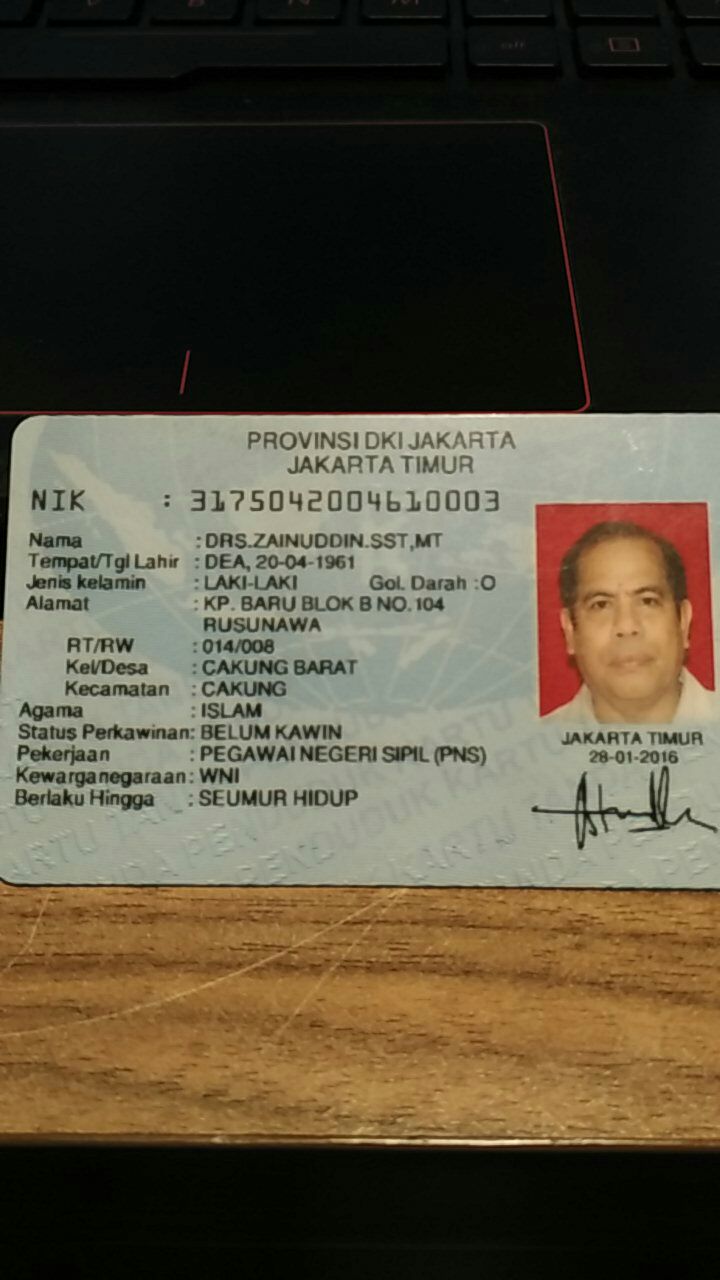 alt
PROVINSI DKI JAKARTA
JAKARTA TIMUR
NIK : 3175042004610003
Nama : DRS.ZAINUDDIN.SST,MT
Tempat/Tgl Lahir : DEA, 20-04-1961
Jenis kelamin : LAKI-LAKI Gol. Darah : O
Alamat : KP. BARU BLOK B NO. 104
RUSUNAWA
RT/RW : 014/008
Kel/Desa : CAKUNG BARAT
Kecamatan : CAKUNG
Agama : ISLAM
Status Perkawinan: BELUM KAWIN
Pekerjaan : PEGAWAI NEGERI SIPIL (PNS)
Kewarganegaraan: WNI
Berlaku Hingga : SEUMUR HIDUP
JAKARTA TIMUR
28-01-2016